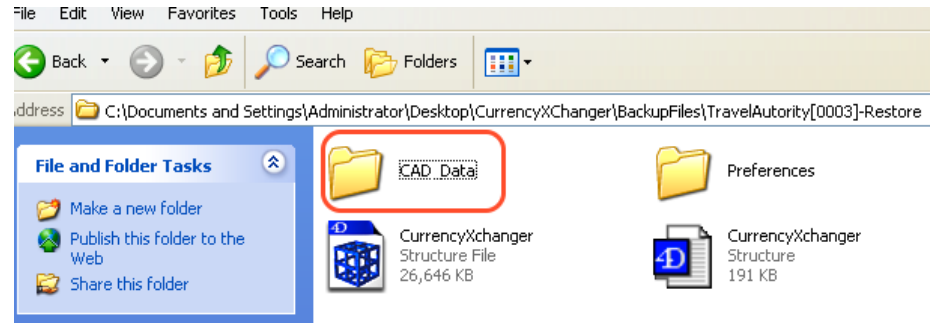 File Edit View Favorites Tools Help
Back Search Folders
Address C:\Documents and Settings\Administrator\Desktop\CurrencyXChanger\BackupFiles\TravelAutority[0003]-Restore
File and Folder Tasks
Make a new folder
Publish this folder to the
Web
Share this folder
CAD_Data
Preferences
CurrencyXchanger
Structure File
26,646 KB
CurrencyXchanger
Structure
191 KB